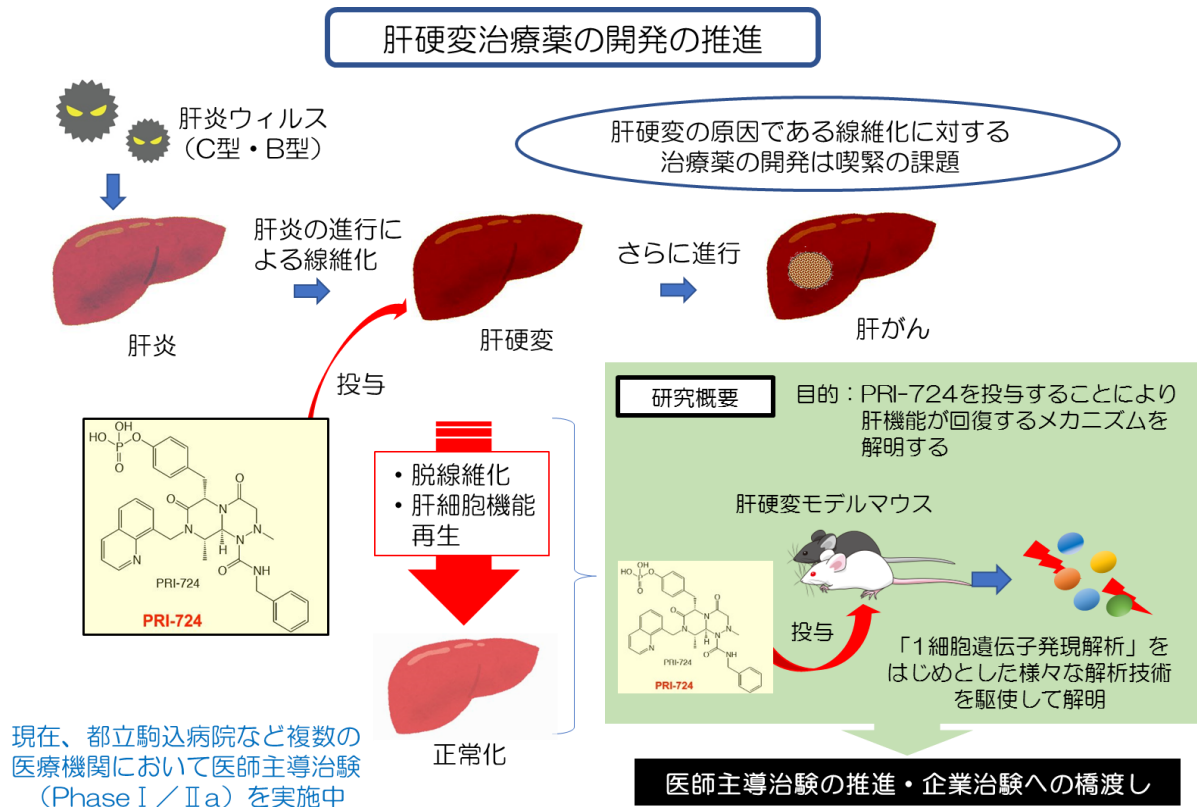 肝硬変治療薬の開発の推進
肝炎ウィルス
（C型・B型）
肝硬変の原因である線維化に対する
治療薬の開発は喫緊の課題
肝炎の進行に
よる線維化
さらに進行
肝炎
肝硬変
肝がん
投与
OH
HO
P
O
O
O
O
N
N
N
N
H
N
N
O
NH
PRI-724
PRI-724
・脱線維化
・肝細胞機能
再生
正常化
現在、都立駒込病院など複数の
医療機関において医師主導治験
（PhaseⅠ／Ⅱa）を実施中
研究概要
目的：PRI-724を投与することにより
肝機能が回復するメカニズムを
解明する
肝硬変モデルマウス
OH
HO
P
O
O
O
O
N
N
N
N
H
N
N
O
NH
PRI-724
PRI-724
投与
「1細胞遺伝子発現解析」を
はじめとした様々な解析技術
を駆使して解明
医師主導治験の推進・企業治験への橋渡し